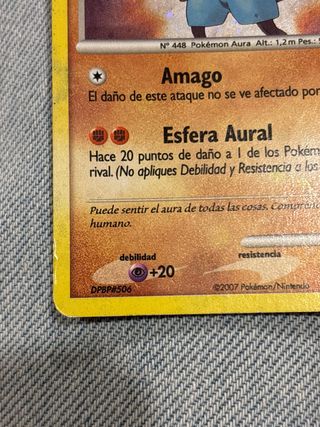 Nº 448 Pokémon Aura Alt.: 1,2 m Pes.:
Amago
El daño de este ataque no se ve afectado por
Esfera Aural
Hace 20 puntos de daño a 1 de los Pokém
rival. (No apliques Debilidad y Resistencia a los
Puede sentir el aura de todas las cosas. Comprend
humano.
debilidad resistencia
+20
DPBP#506
©2007 Pokémon/Nintendo